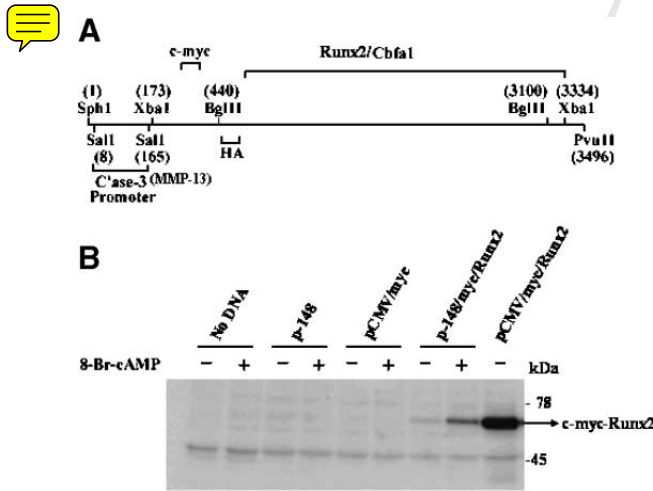 A
c-myc
Runx2/Cbfa1
(1) (173) (440) (3100) (3334)
Sph1 Xba1 BgIII BgIII Xba1
Sal1 Sal1 HA PvuII
(8) (165) (3496)
C'ase-3 (MMP-13)
Promoter
B
No DNA p-148 pCMV/myc p-148/myc/Runx2 pCMV/myc/Runx2
8-Br-cAMP − + − + − + − + − kDa
- 78
c-myc-Runx2
-45